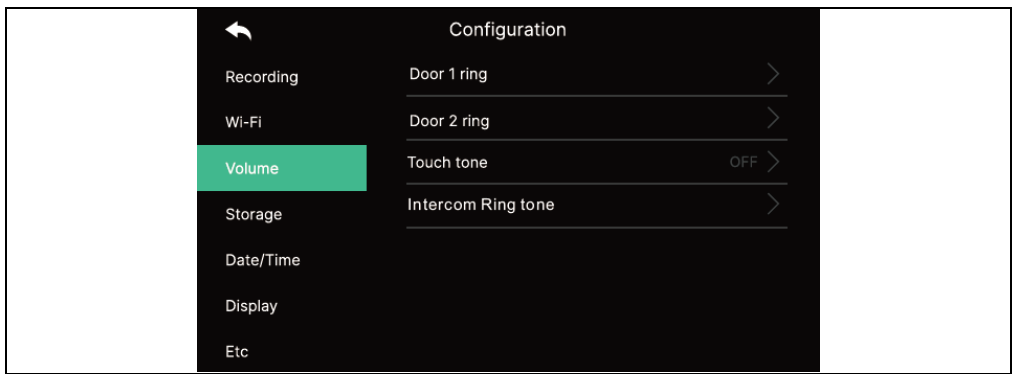 Configuration
Recording
Wi-Fi
Volume
Storage
Date/Time
Display
Etc
Door 1 ring
Door 2 ring
Touch tone OFF
Intercom Ring tone